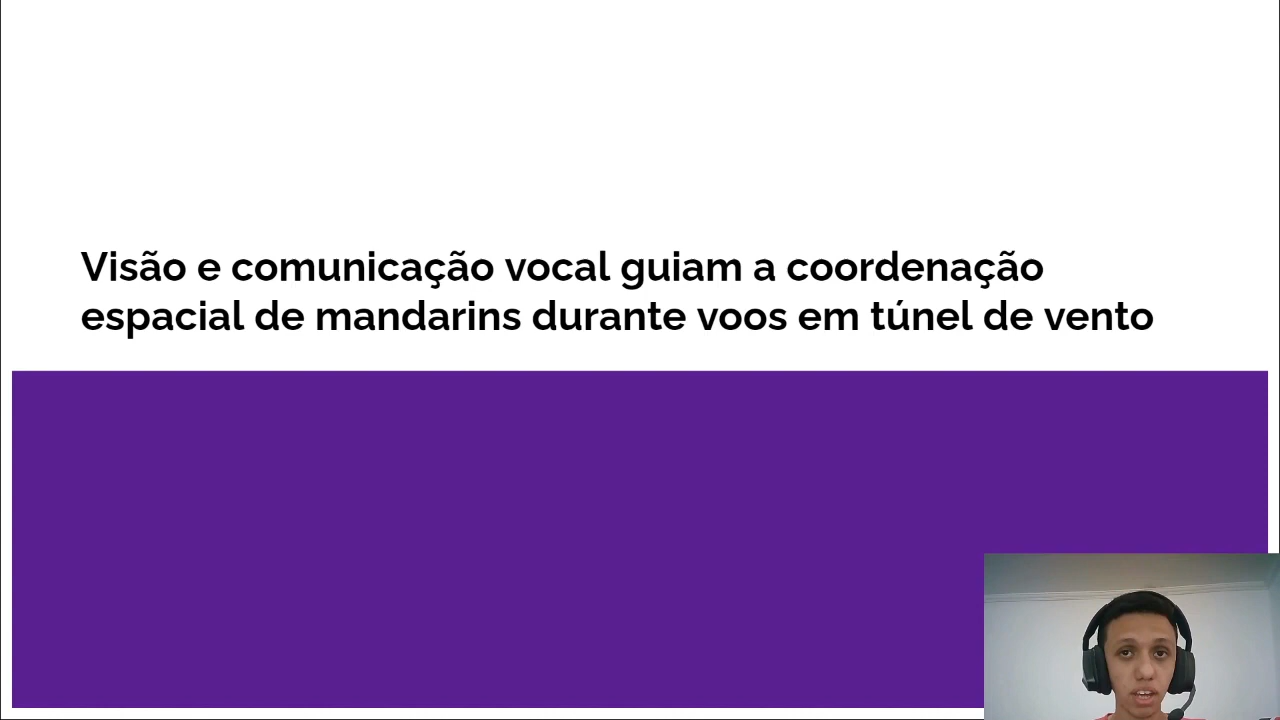 Visão e comunicação vocal guiam a coordenação
espacial de mandarins durante voos em túnel de vento